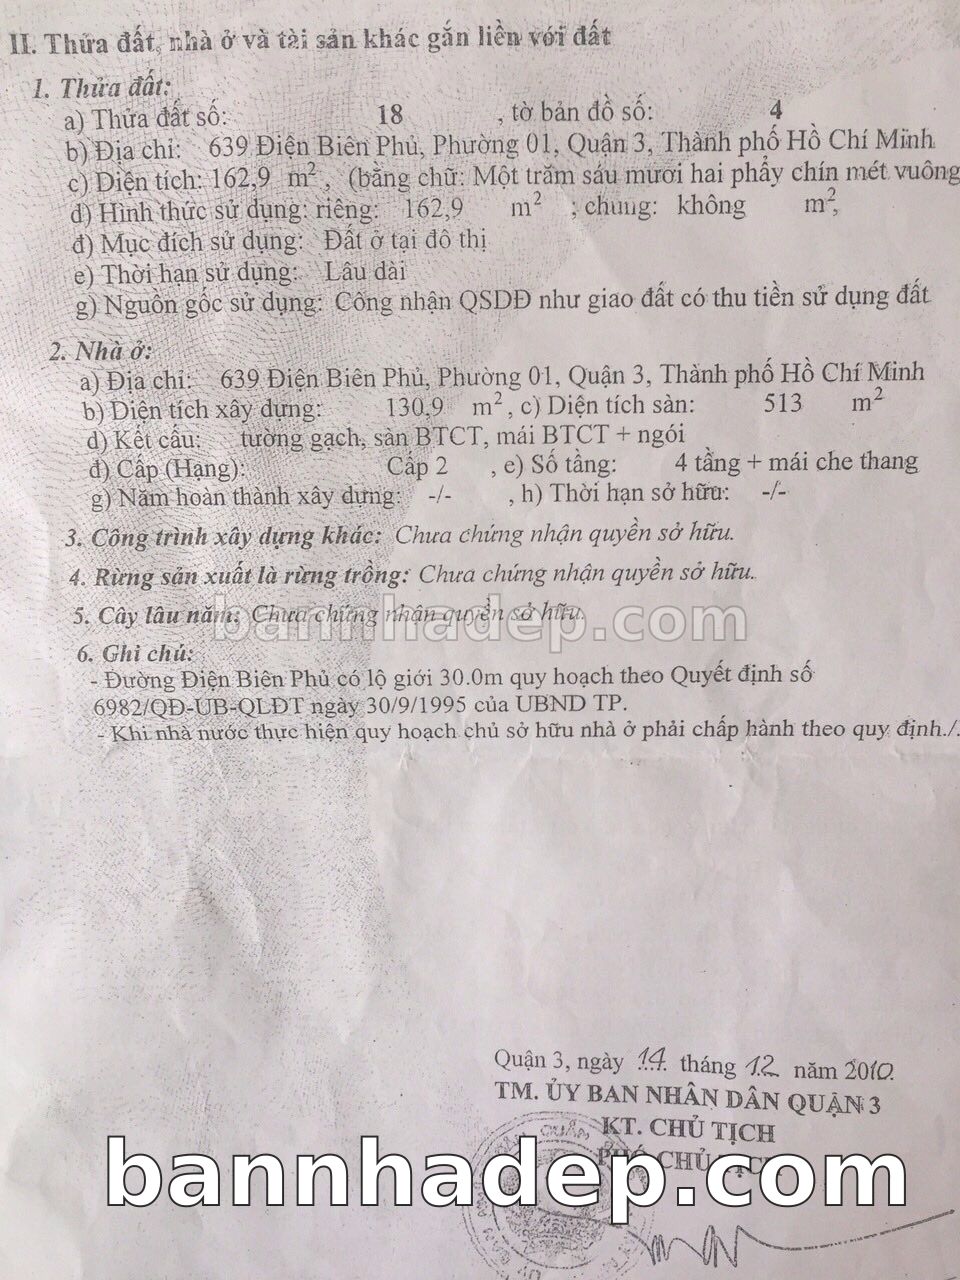 II. Thửa đất, nhà ở và tài sản khác gắn liền với đất
1. Thửa đất:
a) Thửa đất số: 18 , tờ bản đồ số: 4
b) Địa chỉ: 639 Điện Biên Phủ, Phường 01, Quận 3, Thành phố Hồ Chí Minh
c) Diện tích: 162,9 m², (bằng chữ: Một trăm sáu mươi hai phẩy chín mét vuông
d) Hình thức sử dụng: riêng: 162,9 m² ; chung: không m²,
đ) Mục đích sử dụng: Đất ở tại đô thị
e) Thời hạn sử dụng: Lâu dài
g) Nguồn gốc sử dụng: Công nhận QSDĐ như giao đất có thu tiền sử dụng đất
2. Nhà ở:
a) Địa chỉ: 639 Điện Biên Phủ, Phường 01, Quận 3, Thành phố Hồ Chí Minh
b) Diện tích xây dựng: 130,9 m², c) Diện tích sàn: 513 m²
d) Kết cấu: tường gạch, sàn BTCT, mái BTCT + ngói
đ) Cấp (Hạng): Cấp 2 , e) Số tầng: 4 tầng + mái che thang
g) Năm hoàn thành xây dựng: -/- , h) Thời hạn sở hữu: -/-
3. Công trình xây dựng khác: Chưa chứng nhận quyền sở hữu.
4. Rừng sản xuất là rừng trồng: Chưa chứng nhận quyền sở hữu.
5. Cây lâu năm: Chưa chứng nhận quyền sở hữu.
bannhadep.com
6. Ghi chú:
- Đường Điện Biên Phủ có lộ giới 30.0m quy hoạch theo Quyết định số
6982/QĐ-UB-QLĐT ngày 30/9/1995 của UBND TP.
- Khi nhà nước thực hiện quy hoạch chủ sở hữu nhà ở phải chấp hành theo quy định./.
Quận 3, ngày 14 tháng 12 năm 2010
TM. ỦY BAN NHÂN DÂN QUẬN 3
KT. CHỦ TỊCH
PHÓ CHỦ TỊCH
bannhadep.com